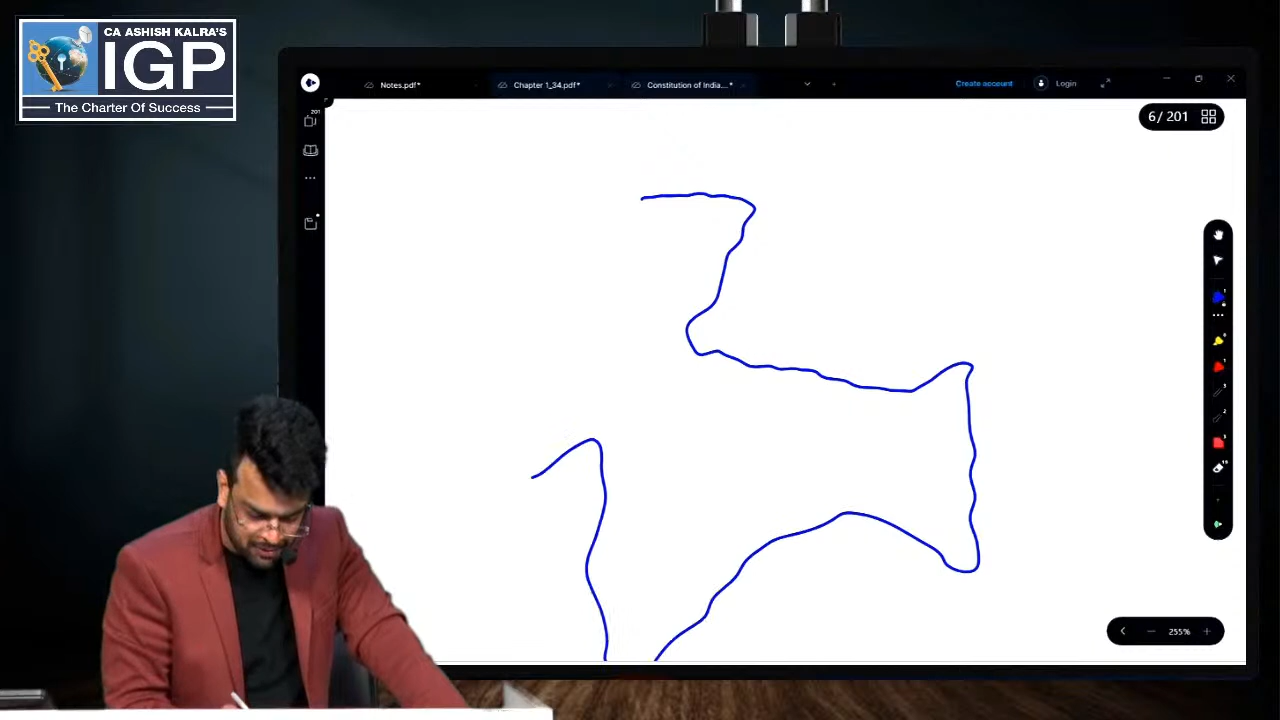 CA ASHISH KALRA'S
IGP
The Charter Of Success
Notes.pdf*
Chapter 1_34.pdf*
Constitution of India....*
Create account
Login
201
6/ 201
255%